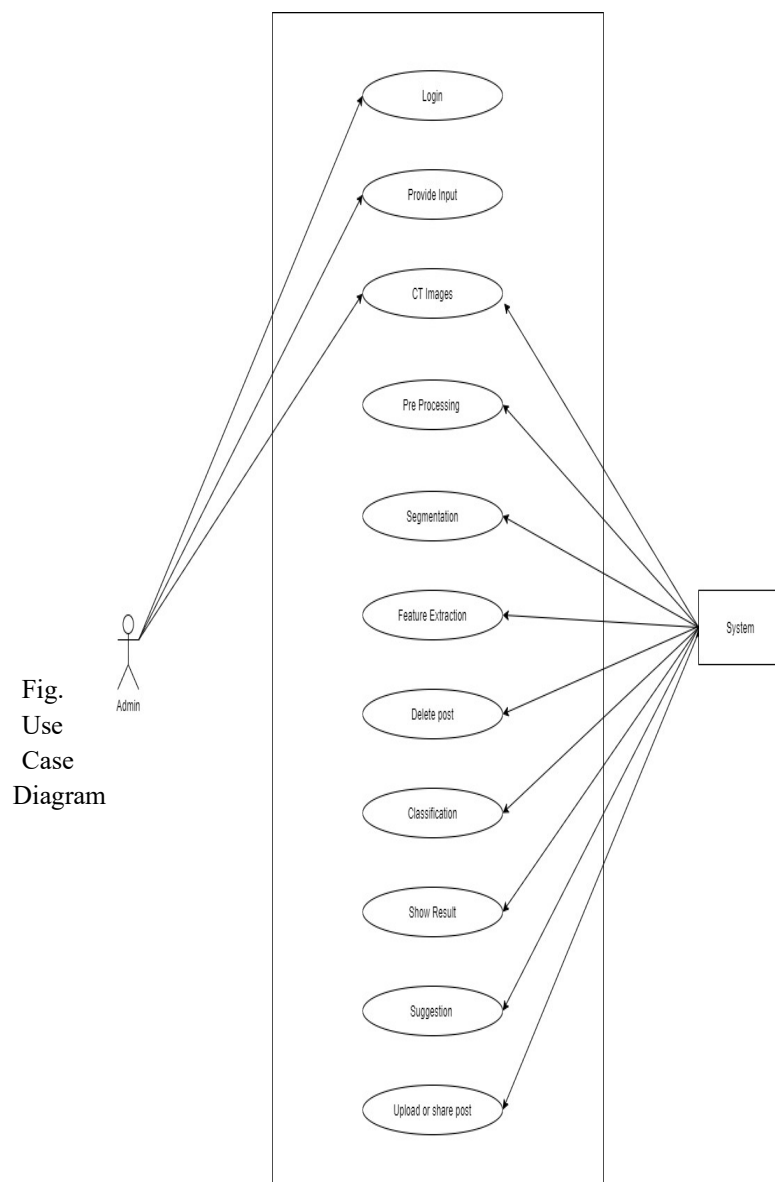 Login
Provide Input
CT Images
Pre Processing
Segmentation
Feature Extraction
System
Admin
Fig.
Use
Case
Diagram
Delete post
Classification
Show Result
Suggestion
Upload or share post